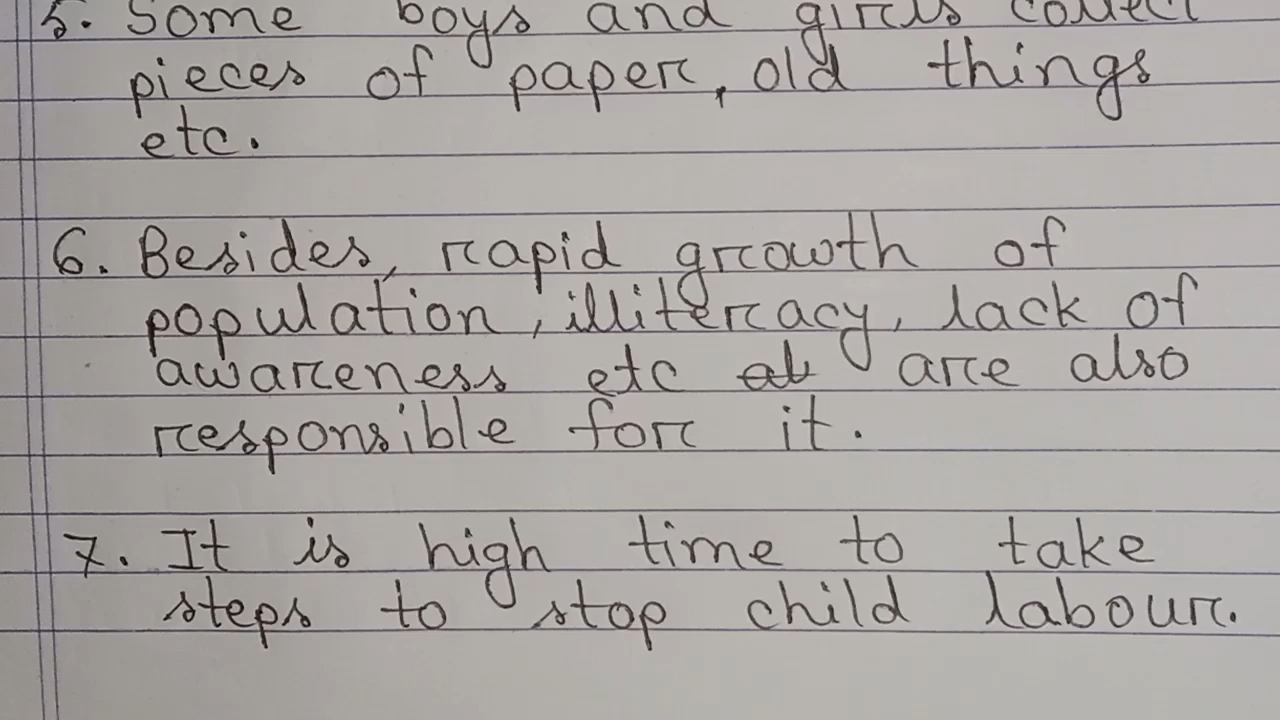 5. Some boys and girls collect
pieces of paper, old things
etc.
6. Besides, rapid growth of
population, illiteracy, lack of
awareness etc at are also
responsible for it.
7. It is high time to take
steps to stop child labour.